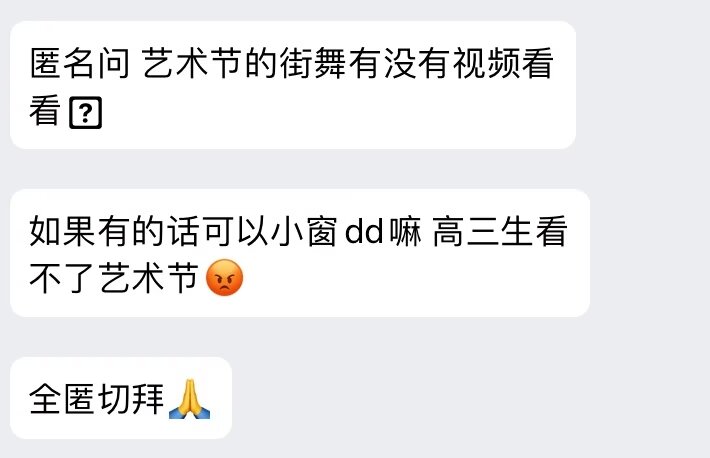 匿名问 艺术节的街舞有没有视频看
看
如果有的话可以小窗dd嘛 高三生看
不了艺术节😡
全匿切拜🙏